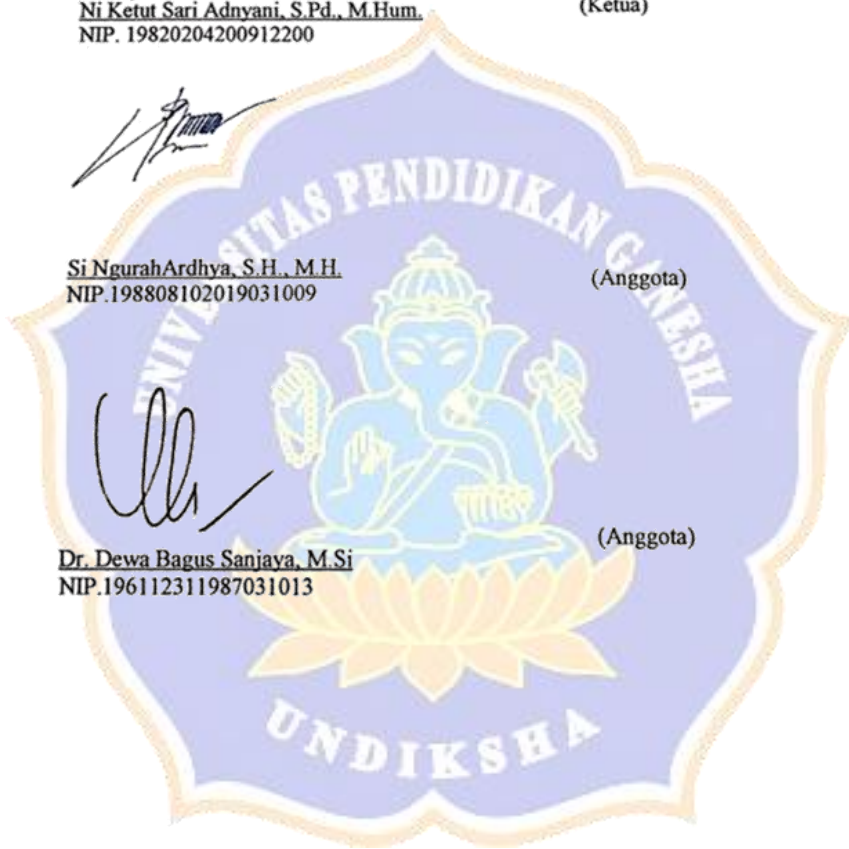 Ni Ketut Sari Adnyani, S.Pd., M.Hum. (Ketua)
NIP. 19820204200912200
Si NgurahArdhya, S.H., M.H. (Anggota)
NIP.198808102019031009
Dr. Dewa Bagus Sanjaya, M.Si (Anggota)
NIP.196112311987031013
UNIVERSITAS PENDIDIKAN GANESHA
UNDIKSHA